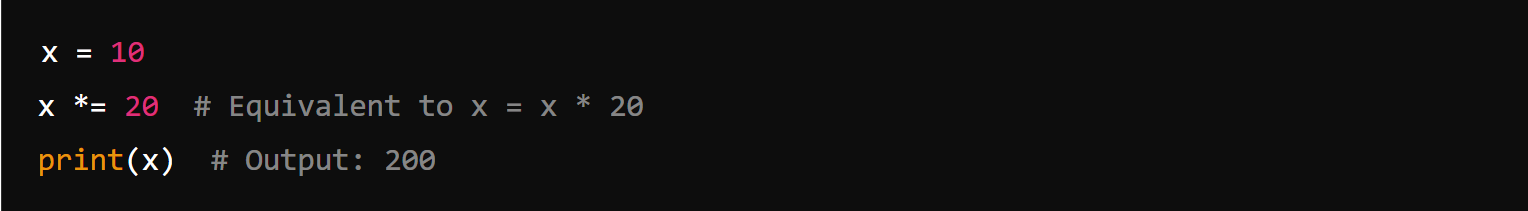 x = 10
x *= 20  # Equivalent to x = x * 20
print(x)  # Output: 200